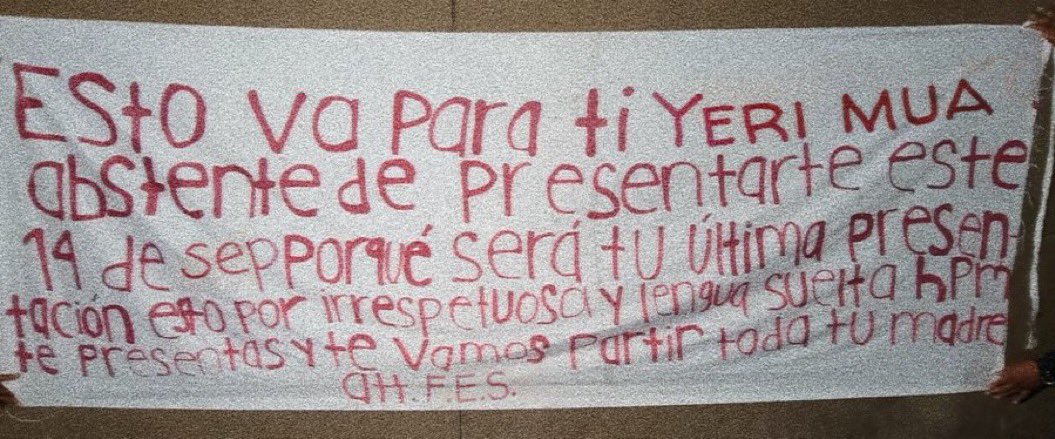 ESto va para ti YERI MUA
abstente de presentarte este
14 de sep porqué será tu última presen-
tación esto por irrespetuosa y lengua suelta hPm
te presentas y te vamos partir toda tu madre
att. F.E.S.